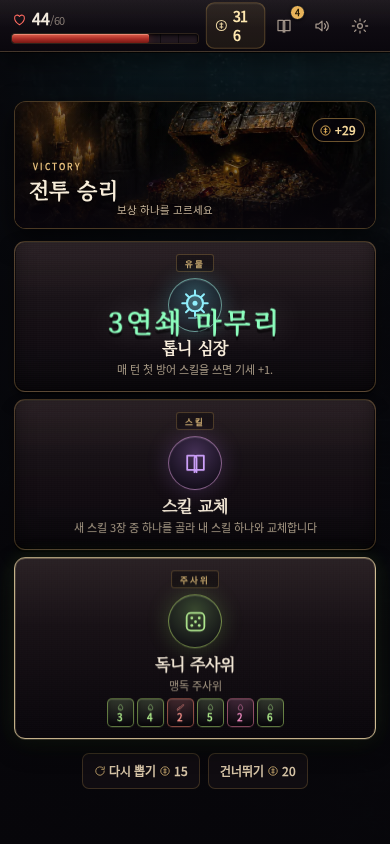 44/60
31
6
4
+29
VICTORY
전투 승리
보상 하나를 고르세요
유물
3연쇄 마무리
톱니 심장
매 턴 첫 방어 스킬을 쓰면 기세 +1.
스킬
스킬 교체
새 스킬 3장 중 하나를 골라 내 스킬 하나와 교체합니다
주사위
독니 주사위
맹독 주사위
3 4 2 5 2 6
다시 뽑기 15 건너뛰기 20